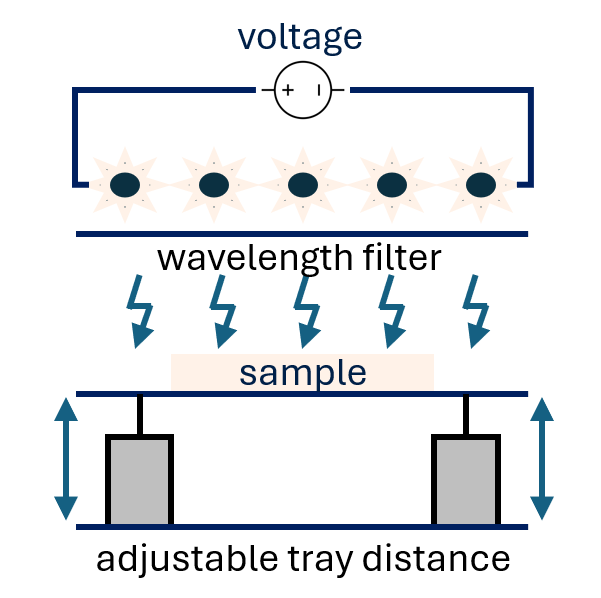 voltage
+ I
wavelength filter
sample
adjustable tray distance